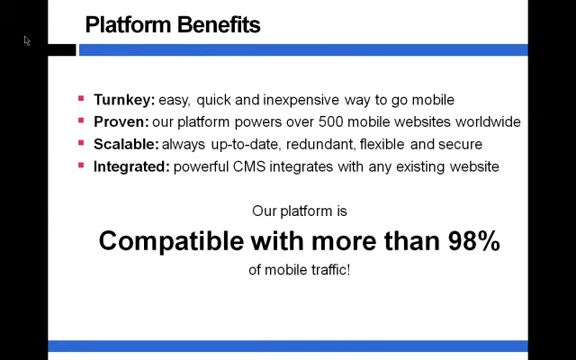 Platform Benefits
Turnkey: easy, quick and inexpensive way to go mobile
Proven: our platform powers over 500 mobile websites worldwide
Scalable: always up-to-date, redundant, flexible and secure
Integrated: powerful CMS integrates with any existing website
Our platform is
Compatible with more than 98%
of mobile traffic!